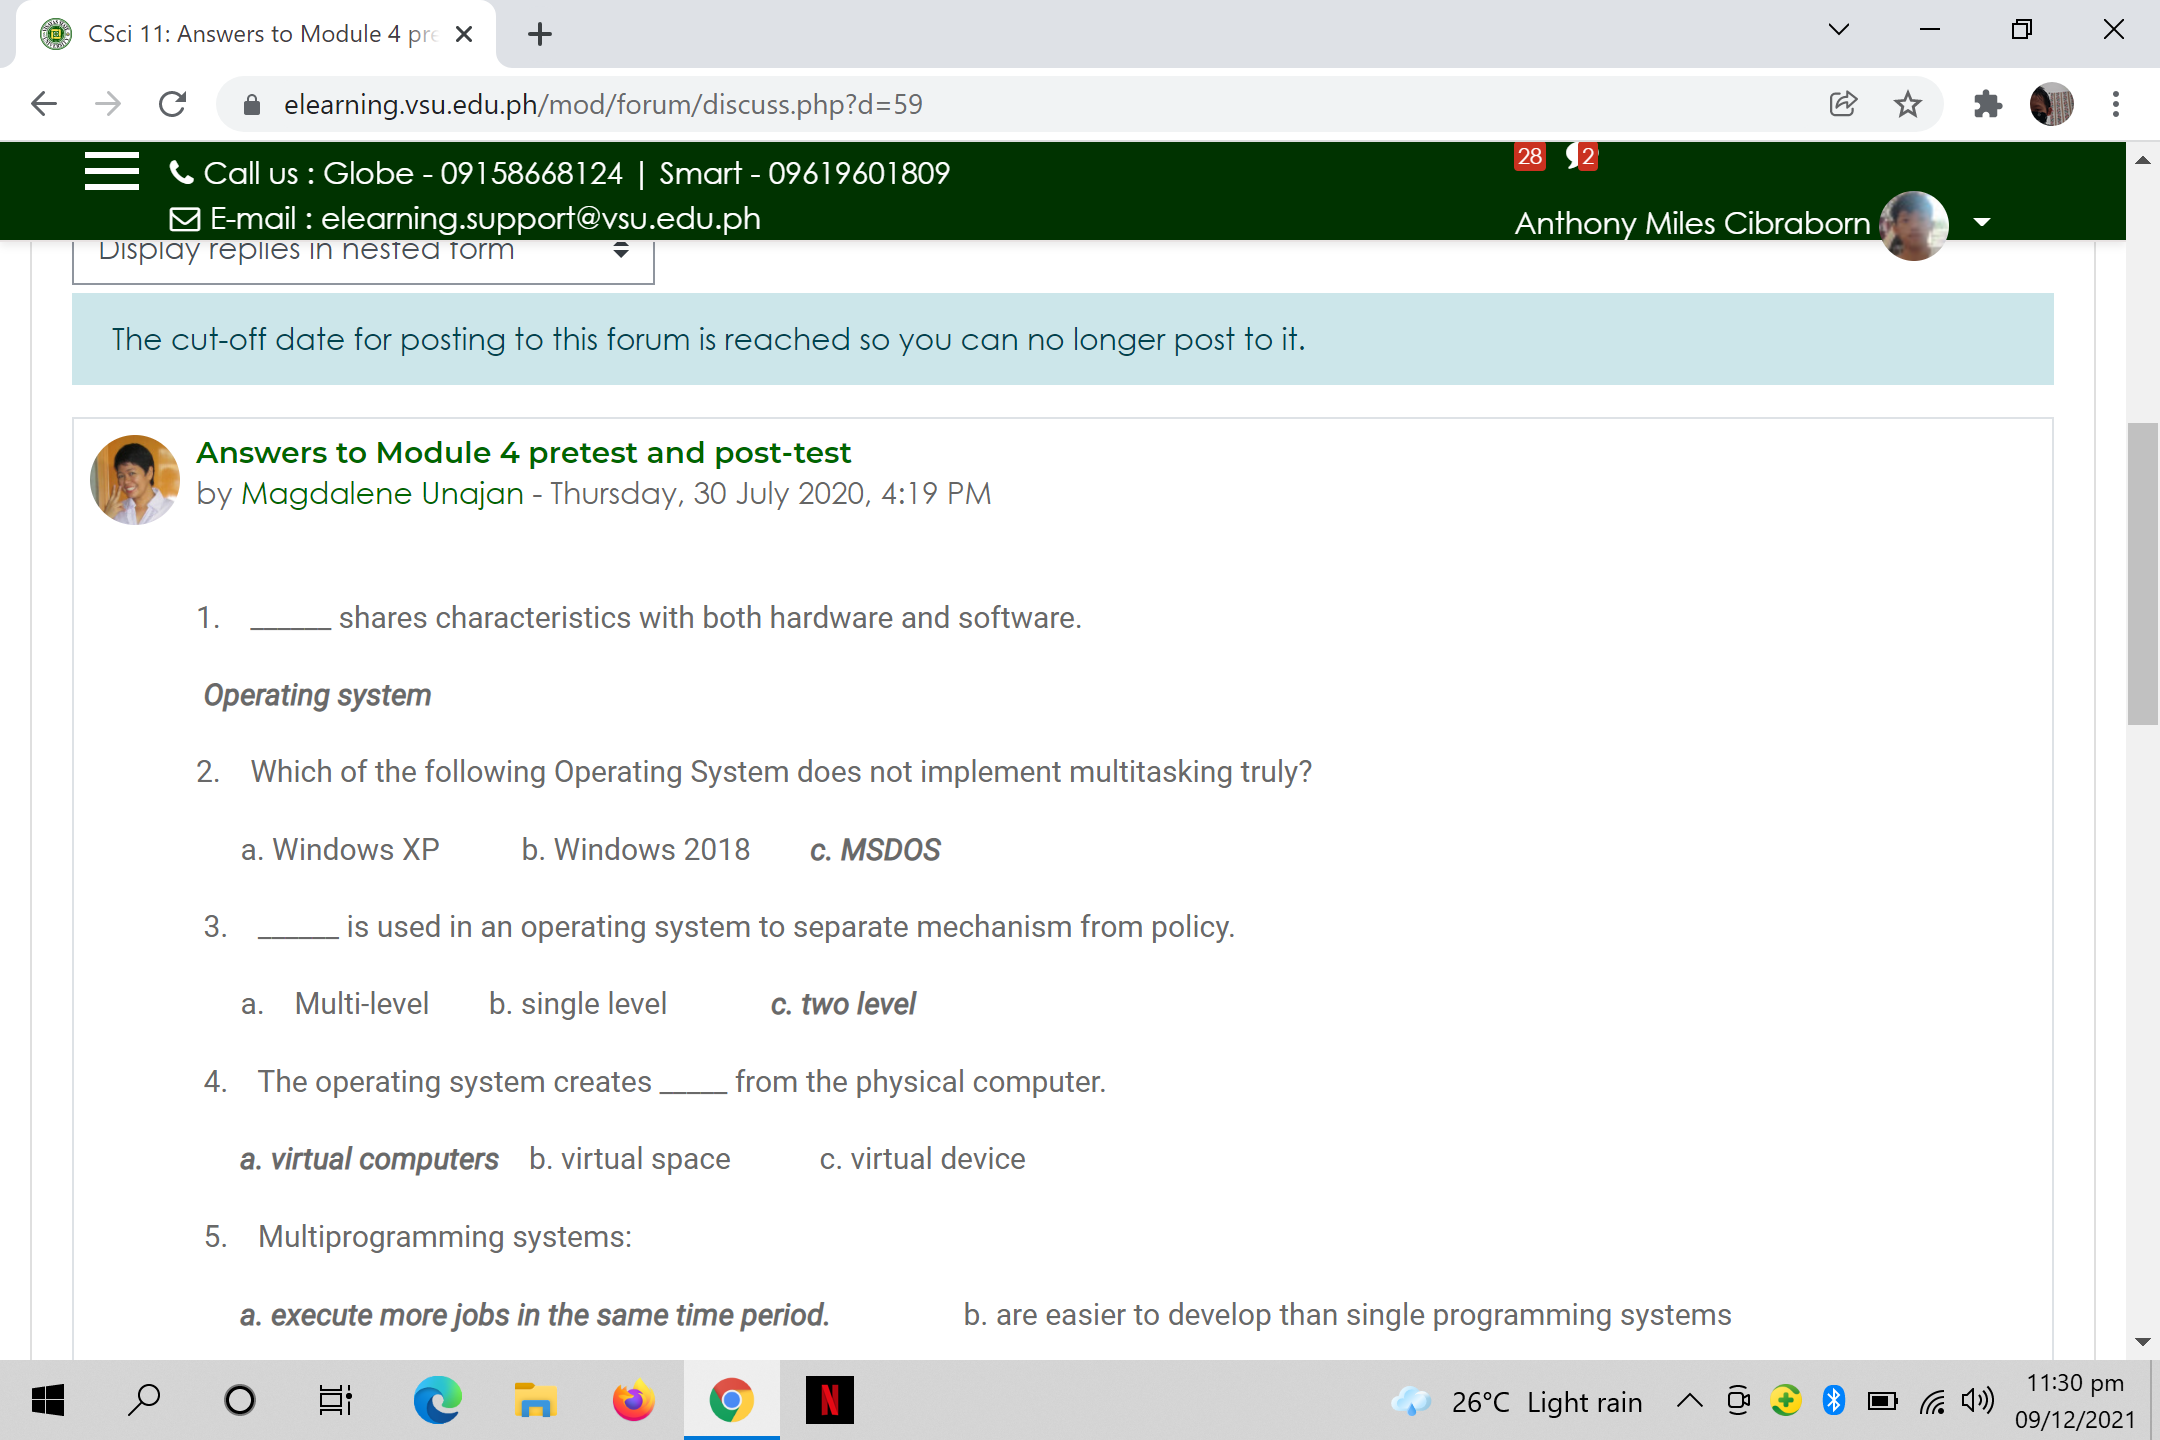 CSci 11: Answers to Module 4 pre
elearning.vsu.edu.ph/mod/forum/discuss.php?d=59
Call us : Globe - 09158668124 | Smart - 09619601809
28 2
E-mail : elearning.support@vsu.edu.ph
Anthony Miles Cibraborn
Display replies in nested form
The cut-off date for posting to this forum is reached so you can no longer post to it.
Answers to Module 4 pretest and post-test
by Magdalene Unajan - Thursday, 30 July 2020, 4:19 PM
1. ______ shares characteristics with both hardware and software.
Operating system
2. Which of the following Operating System does not implement multitasking truly?
a. Windows XP b. Windows 2018 c. MSDOS
3. ______ is used in an operating system to separate mechanism from policy.
a. Multi-level b. single level c. two level
4. The operating system creates _____ from the physical computer.
a. virtual computers b. virtual space c. virtual device
5. Multiprogramming systems:
a. execute more jobs in the same time period. b. are easier to develop than single programming systems
N
26°C Light rain
11:30 pm
09/12/2021